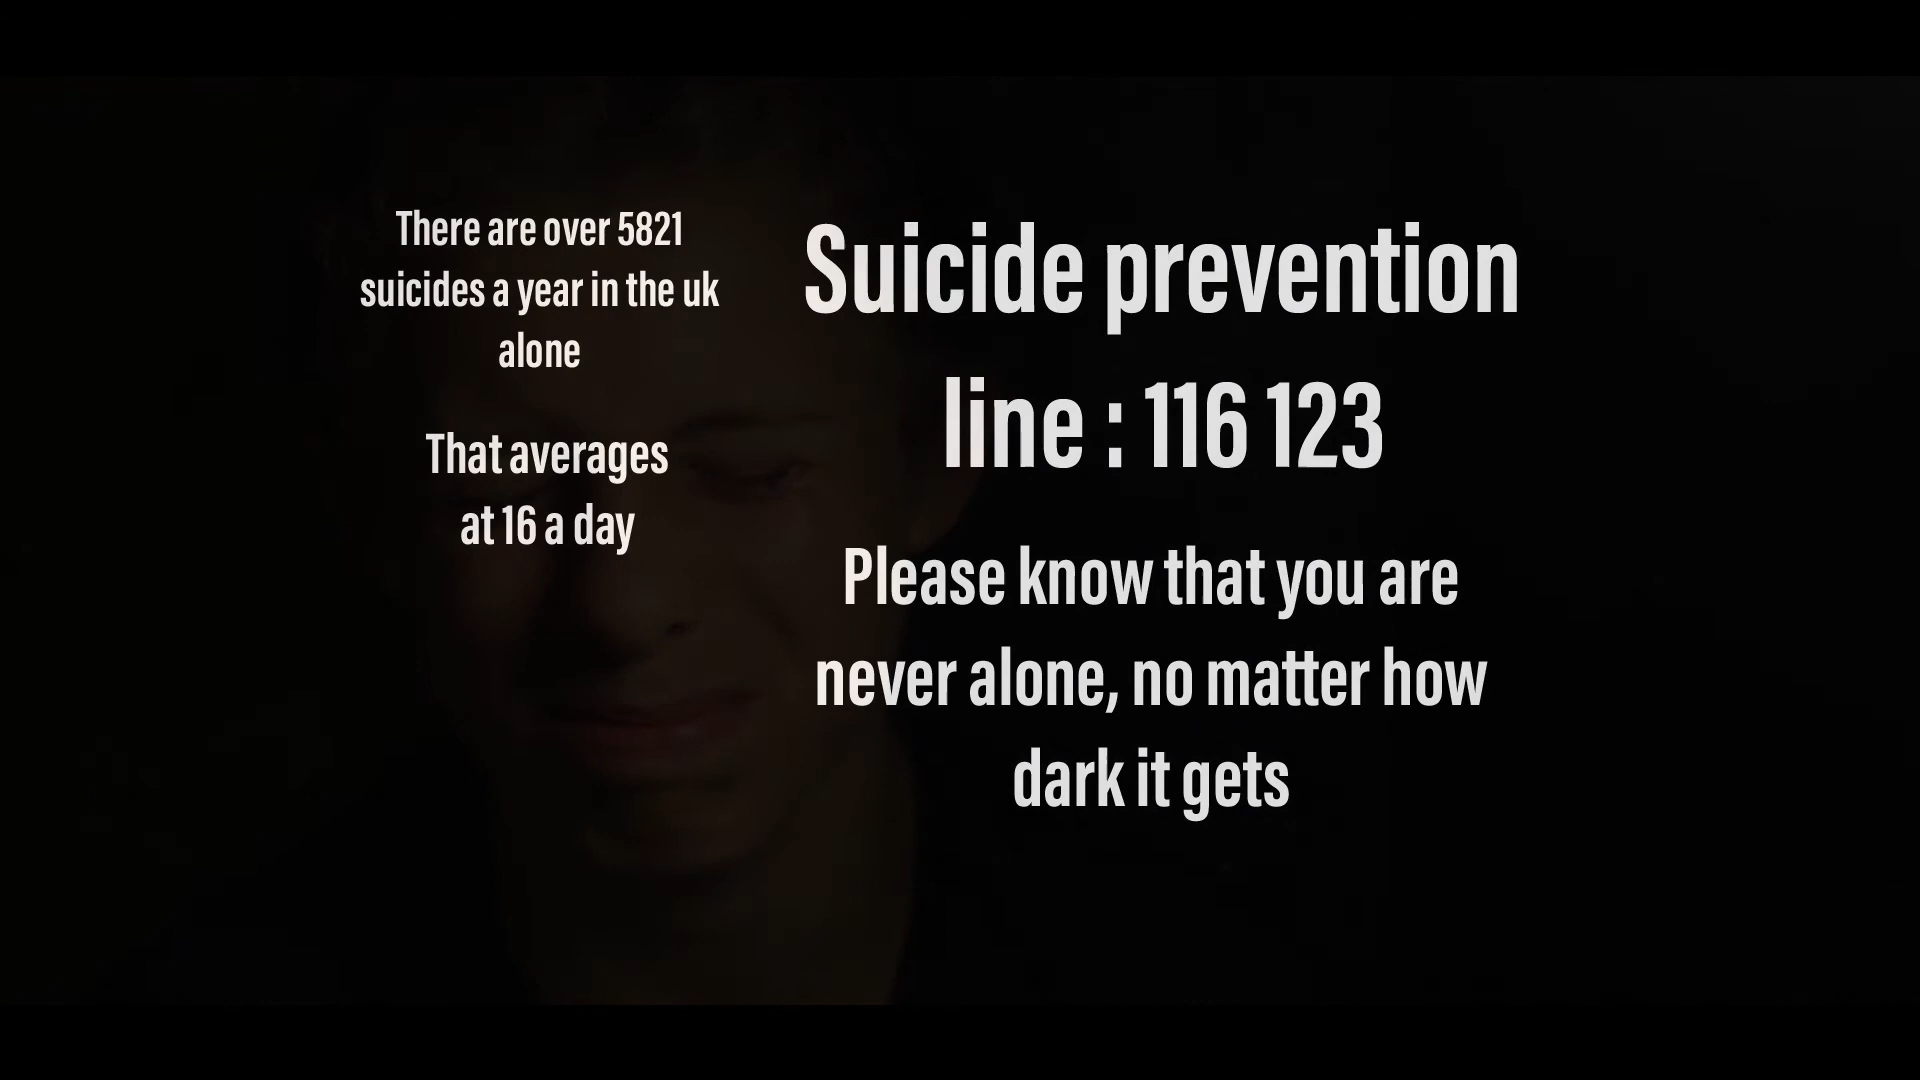 There are over 5821
suicides a year in the uk
alone
That averages
at 16 a day
Suicide prevention
line : 116 123
Please know that you are
never alone, no matter how
dark it gets